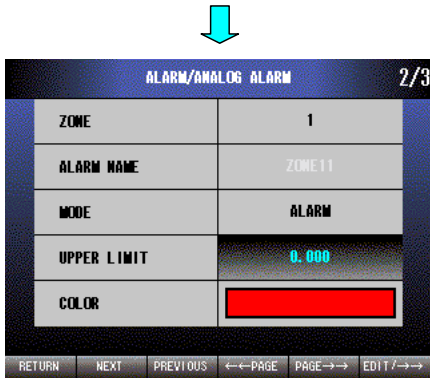 ALARM/ANALOG ALARM 2/3
ZONE 1
ALARM NAME ZONE11
MODE ALARM
UPPER LIMIT 0.000
COLOR
RETURN NEXT PREVIOUS ←←PAGE PAGE→→ EDIT/→→